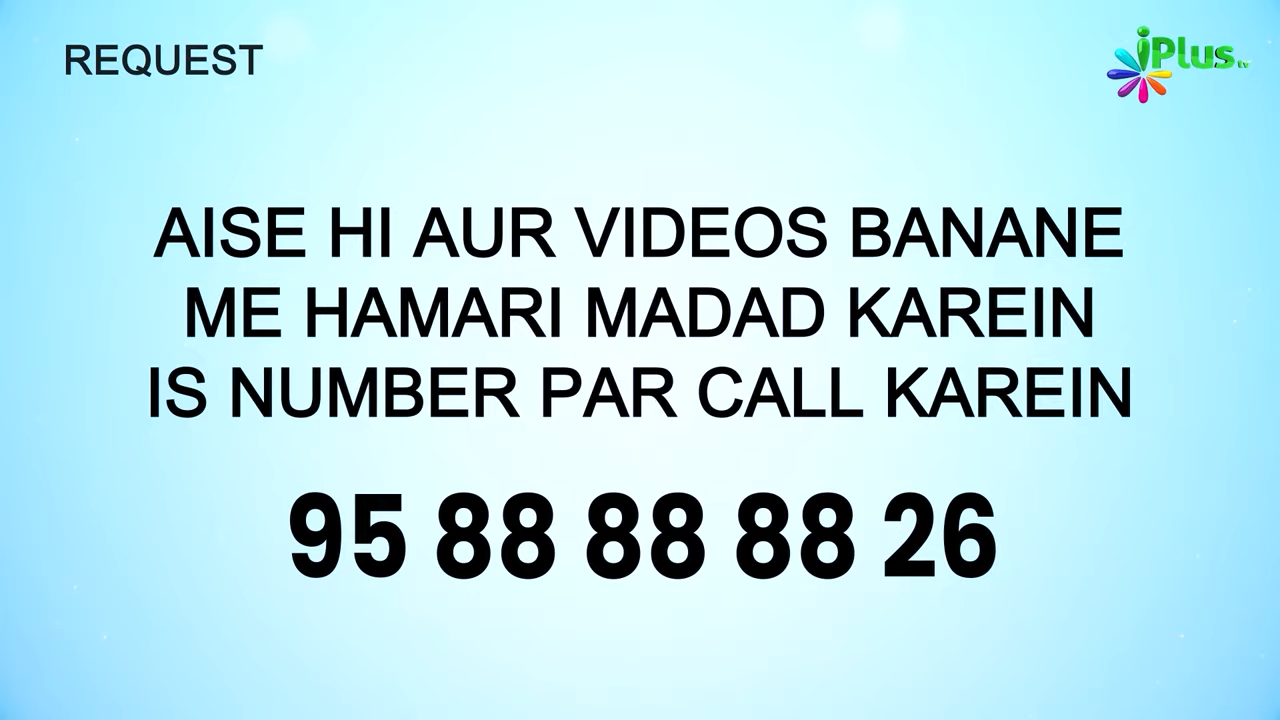 REQUEST
iPlus tv
AISE HI AUR VIDEOS BANANE
ME HAMARI MADAD KAREIN
IS NUMBER PAR CALL KAREIN
95 88 88 88 26